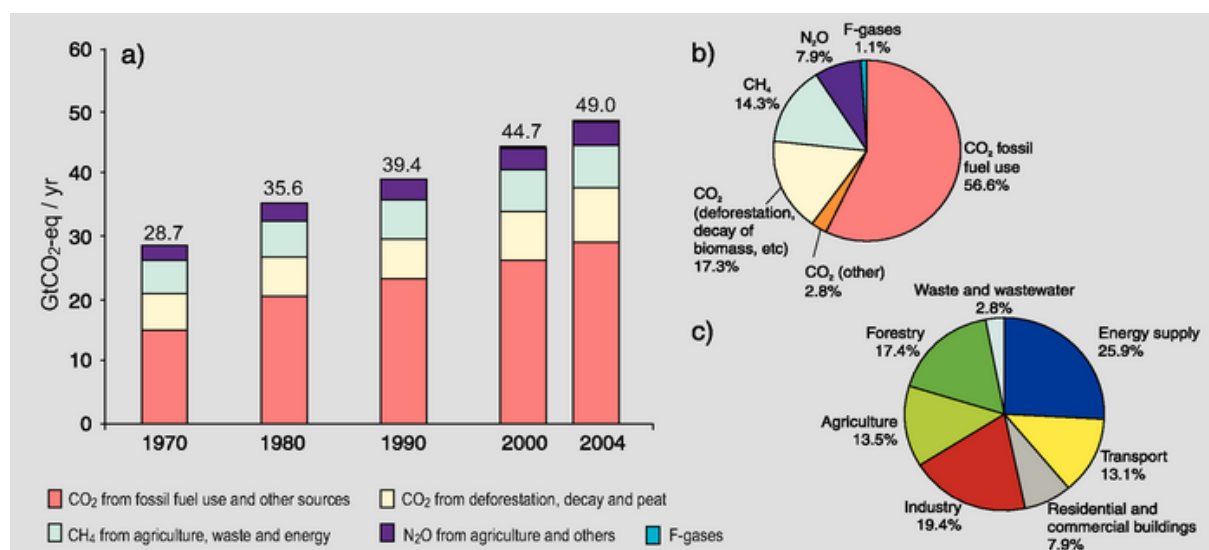 a)
GtCO₂-eq / yr
60
50
40
30
20
10
0
28.7
35.6
39.4
44.7
49.0
1970
1980
1990
2000
2004
CO₂ from fossil fuel use and other sources
CO₂ from deforestation, decay and peat
CH₄ from agriculture, waste and energy
N₂O from agriculture and others
F-gases
b)
F-gases
1.1%
N₂O
7.9%
CH₄
14.3%
CO₂ fossil
fuel use
56.6%
CO₂
(deforestation,
decay of
biomass, etc)
17.3%
CO₂ (other)
2.8%
c)
Waste and wastewater
2.8%
Forestry
17.4%
Energy supply
25.9%
Agriculture
13.5%
Transport
13.1%
Industry
19.4%
Residential and
commercial buildings
7.9%